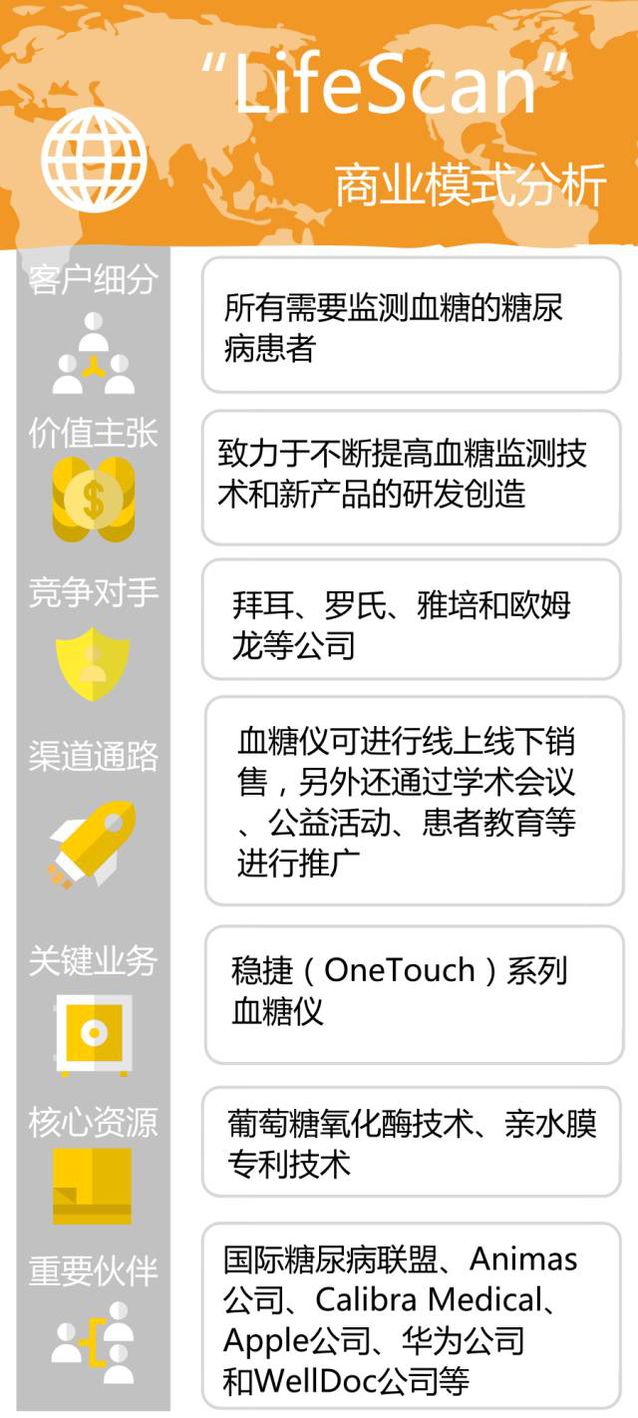 “LifeScan”
商业模式分析
客户细分
所有需要监测血糖的糖尿
病患者
价值主张
致力于不断提高血糖监测技
术和新产品的研发创造
竞争对手
拜耳、罗氏、雅培和欧姆
龙等公司
渠道通路
血糖仪可进行线上线下销
售，另外还通过学术会议
、公益活动、患者教育等
进行推广
关键业务
稳捷（OneTouch）系列
血糖仪
核心资源
葡萄糖氧化酶技术、亲水膜
专利技术
重要伙伴
国际糖尿病联盟、Animas
公司、Calibra Medical、
Apple公司、华为公司
和WellDoc公司等